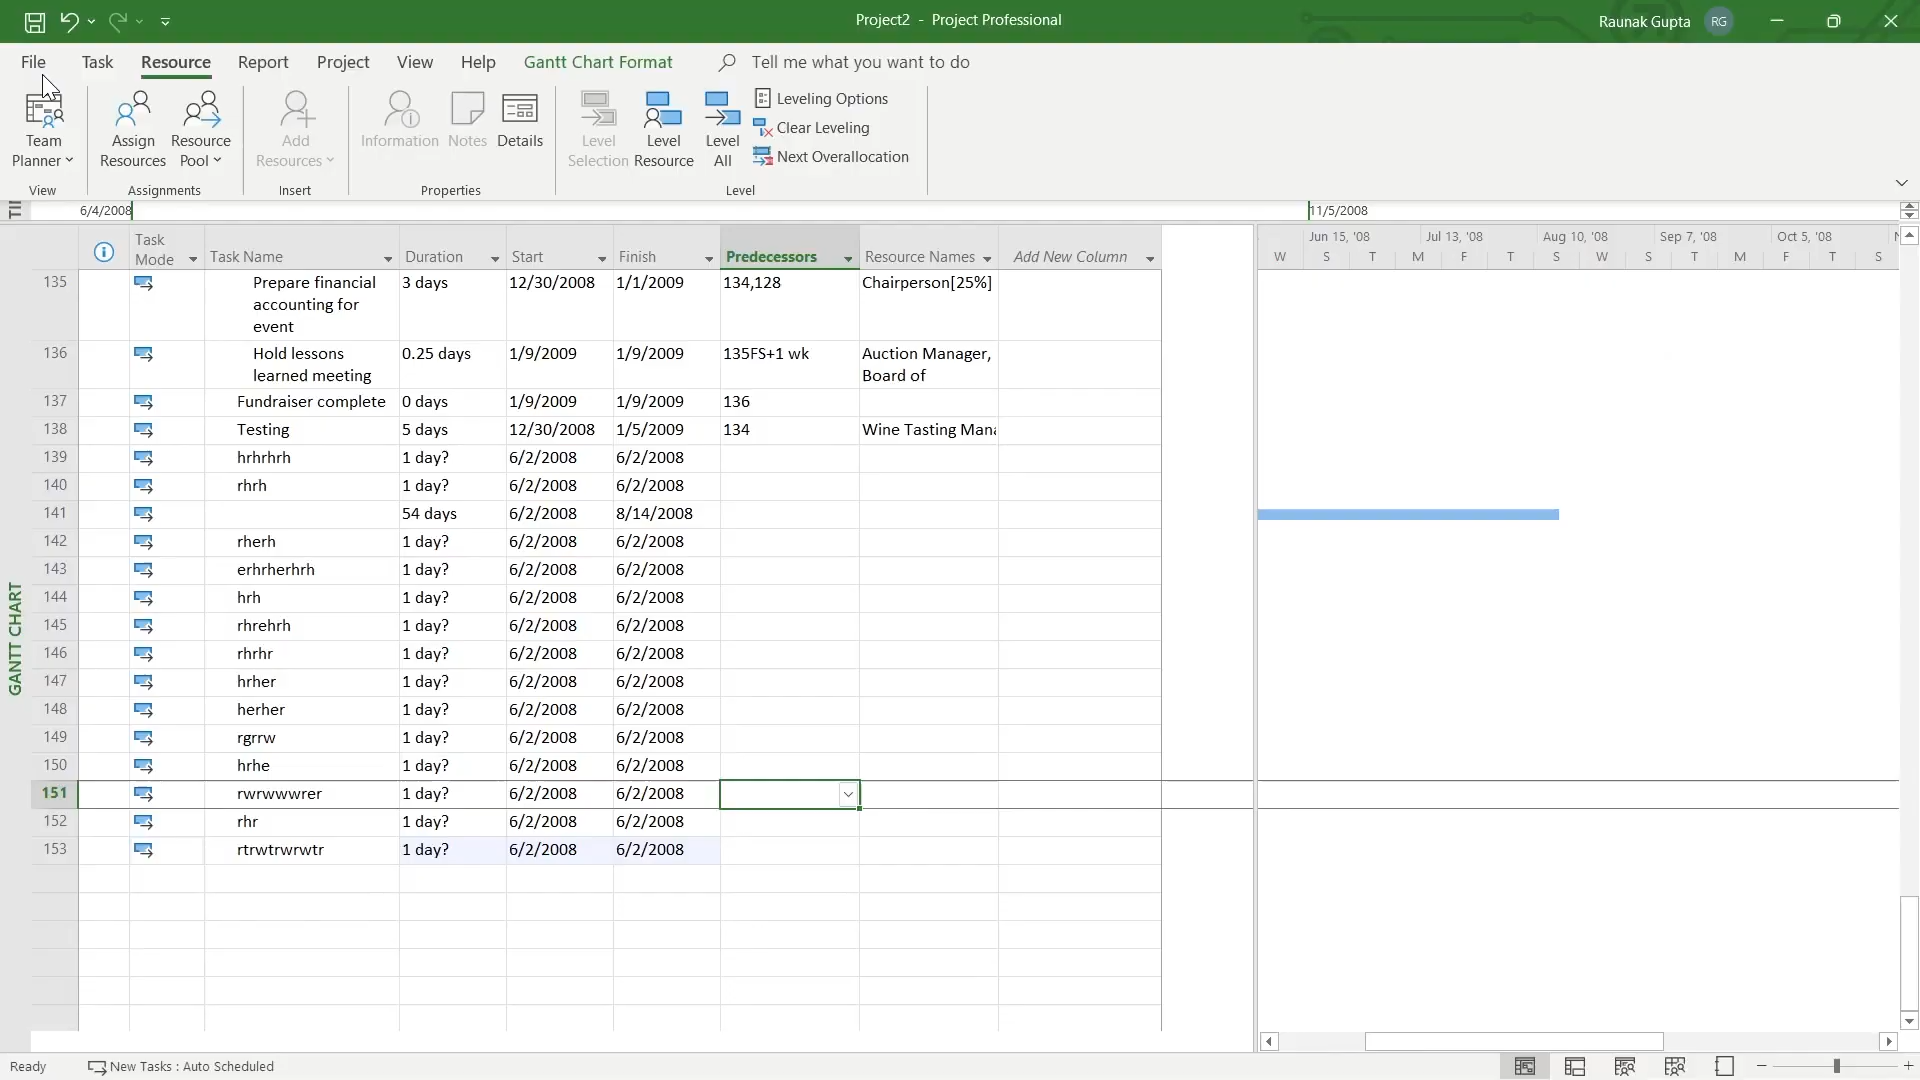 Project2 - Project Professional
Raunak Gupta RG
File Task Resource Report Project View Help Gantt Chart Format Tell me what you want to do
Team Planner
Assign Resources
Resource Pool
Add Resources
Information
Notes
Details
Level Selection
Level Resource
Level All
Leveling Options
Clear Leveling
Next Overallocation
View Assignments Insert Properties Level
6/4/2008 11/5/2008
GANTT CHART
Task Mode Task Name Duration Start Finish Predecessors Resource Names Add New Column
Jun 15, '08 Jul 13, '08 Aug 10, '08 Sep 7, '08 Oct 5, '08
W S T M F T S W S T M F T S
135 Prepare financial accounting for event 3 days 12/30/2008 1/1/2009 134,128 Chairperson[25%]
136 Hold lessons learned meeting 0.25 days 1/9/2009 1/9/2009 135FS+1 wk Auction Manager, Board of
137 Fundraiser complete 0 days 1/9/2009 1/9/2009 136
138 Testing 5 days 12/30/2008 1/5/2009 134 Wine Tasting
139 hrhrhrh 1 day? 6/2/2008 6/2/2008
140 rhrh 1 day? 6/2/2008 6/2/2008
141 54 days 6/2/2008 8/14/2008
142 rherh 1 day? 6/2/2008 6/2/2008
143 erhrherhrh 1 day? 6/2/2008 6/2/2008
144 hrh 1 day? 6/2/2008 6/2/2008
145 rhrehrh 1 day? 6/2/2008 6/2/2008
146 rhrhr 1 day? 6/2/2008 6/2/2008
147 hrher 1 day? 6/2/2008 6/2/2008
148 herher 1 day? 6/2/2008 6/2/2008
149 rgrrw 1 day? 6/2/2008 6/2/2008
150 hrhe 1 day? 6/2/2008 6/2/2008
151 rwrwwwrer 1 day? 6/2/2008 6/2/2008
152 rhr 1 day? 6/2/2008 6/2/2008
153 rtrwtrwrwtr 1 day? 6/2/2008 6/2/2008
Ready New Tasks : Auto Scheduled